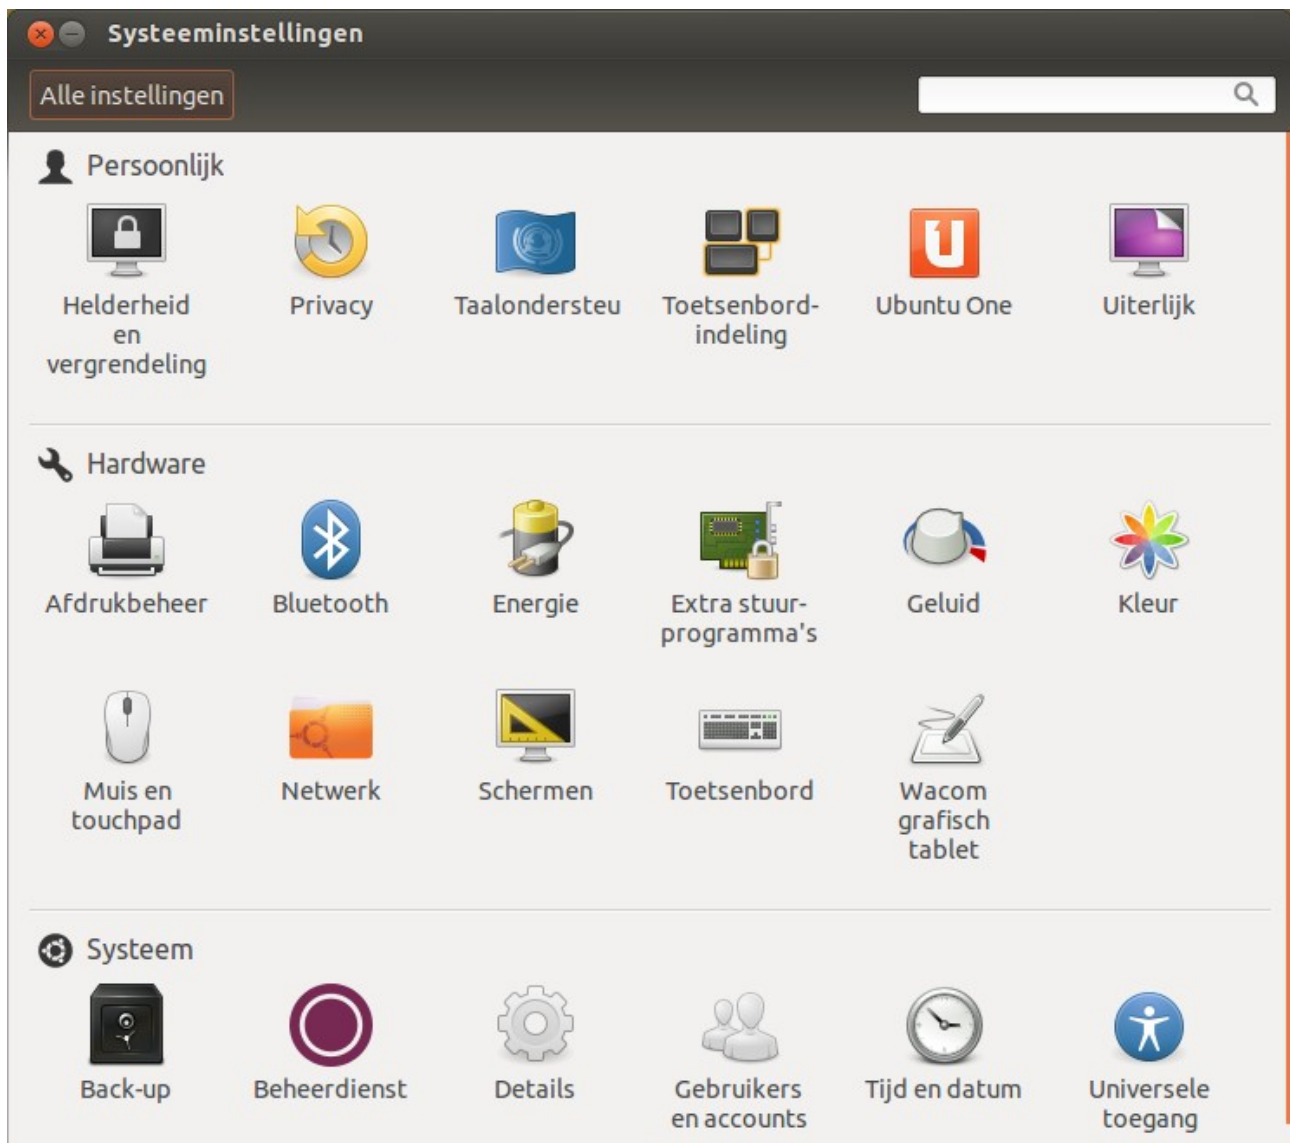 Systeeminstellingen
Alle instellingen
Persoonlijk
Helderheid
en
vergrendeling
Privacy
Taalondersteu
Toetsenbord-
indeling
Ubuntu One
Uiterlijk
Hardware
Afdrukbeheer
Bluetooth
Energie
Extra stuur-
programma's
Geluid
Kleur
Muis en
touchpad
Netwerk
Schermen
Toetsenbord
Wacom
grafisch
tablet
Systeem
Back-up
Beheerdienst
Details
Gebruikers
en accounts
Tijd en datum
Universele
toegang